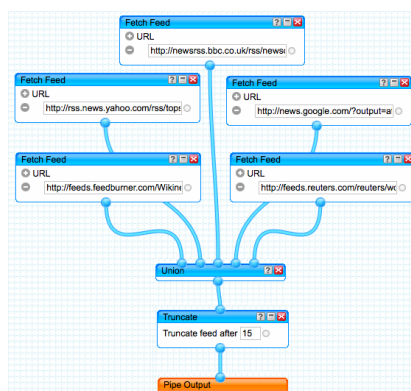 Fetch Feed
URL
http://newsrss.bbc.co.uk/rss/news
Fetch Feed
URL
http://rss.news.yahoo.com/rss/tops
Fetch Feed
URL
http://news.google.com/?output=a
Fetch Feed
URL
http://feeds.feedburner.com/Wikin
Fetch Feed
URL
http://feeds.reuters.com/reuters/wo
Union
Truncate
Truncate feed after 15
Pipe Output